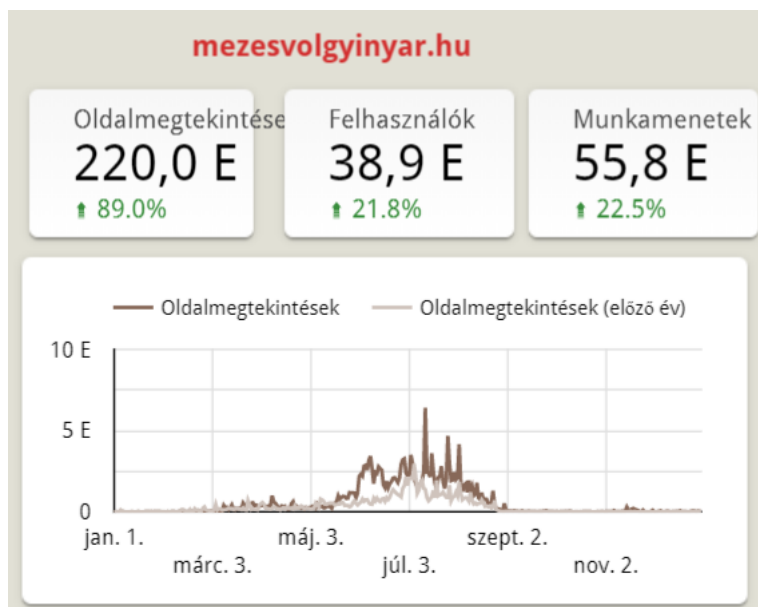 mezesvolgyinyar.hu
Oldalmegtekintése
220,0 E
89.0%
Felhasználók
38,9 E
21.8%
Munkamenetek
55,8 E
22.5%
Oldalmegtekintések
Oldalmegtekintések (előző év)
10 E
5 E
0
jan. 1.
márc. 3.
máj. 3.
júl. 3.
szept. 2.
nov. 2.